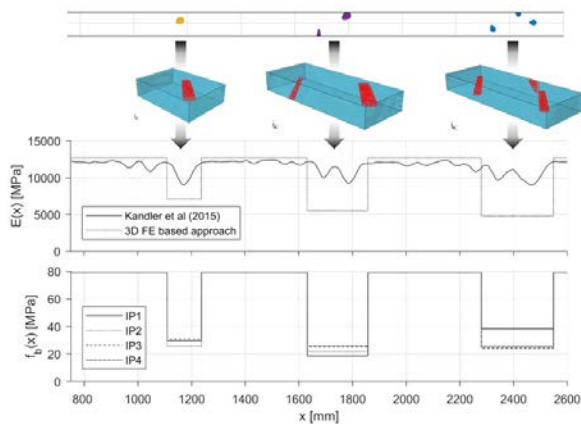 15000
10000
5000
0
E(x) [MPa]
Kandler et al (2015)
3D FE based approach
80
60
40
20
0
f_b(x) [MPa]
IP1
IP2
IP3
IP4
800 1000 1200 1400 1600 1800 2000 2200 2400 2600
x [mm]